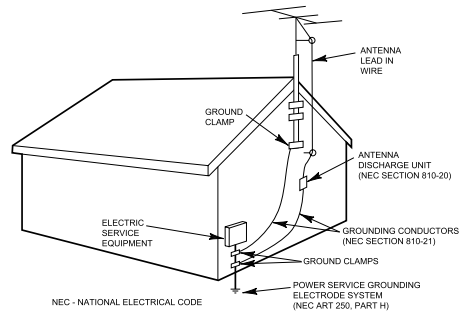 ANTENNA
LEAD IN
WIRE
GROUND
CLAMP
ANTENNA
DISCHARGE UNIT
(NEC SECTION 810-20)
ELECTRIC
SERVICE
EQUIPMENT
GROUNDING CONDUCTORS
(NEC SECTION 810-21)
GROUND CLAMPS
POWER SERVICE GROUNDING
ELECTRODE SYSTEM
(NEC ART 250, PART H)
NEC - NATIONAL ELECTRICAL CODE